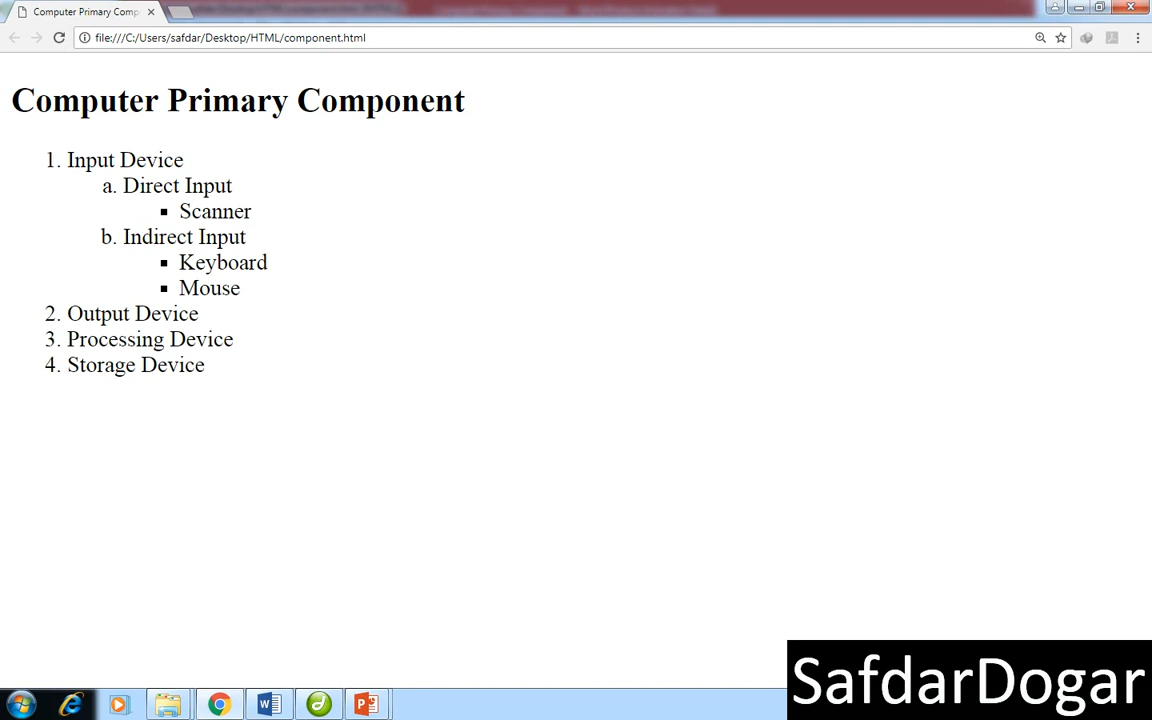 Computer Primary Comp
file:///C:/Users/safdar/Desktop/HTML/component.html
Computer Primary Component
1. Input Device
a. Direct Input
▪ Scanner
b. Indirect Input
▪ Keyboard
▪ Mouse
2. Output Device
3. Processing Device
4. Storage Device
SafdarDogar